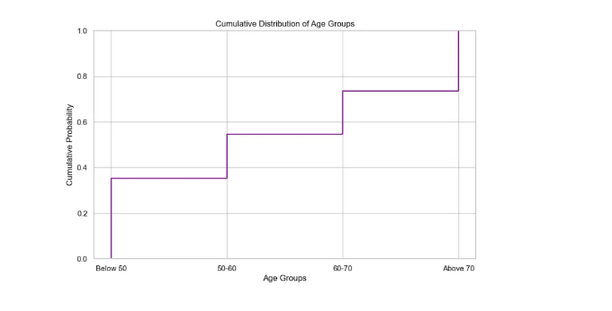 Cumulative Distribution of Age Groups
1.0
0.8
0.6
0.4
0.2
0.0
Cumulative Probability
Below 50 50-60 60-70 Above 70
Age Groups